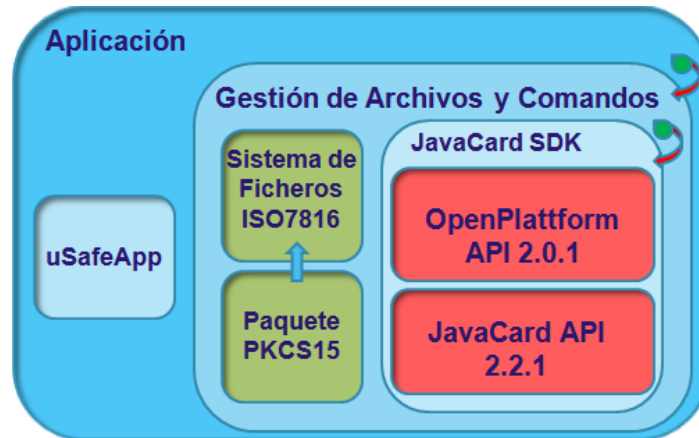 Aplicación
Gestión de Archivos y Comandos
Sistema de
Ficheros
ISO7816
JavaCard SDK
OpenPlattform
API 2.0.1
uSafeApp
Paquete
PKCS15
JavaCard API
2.2.1